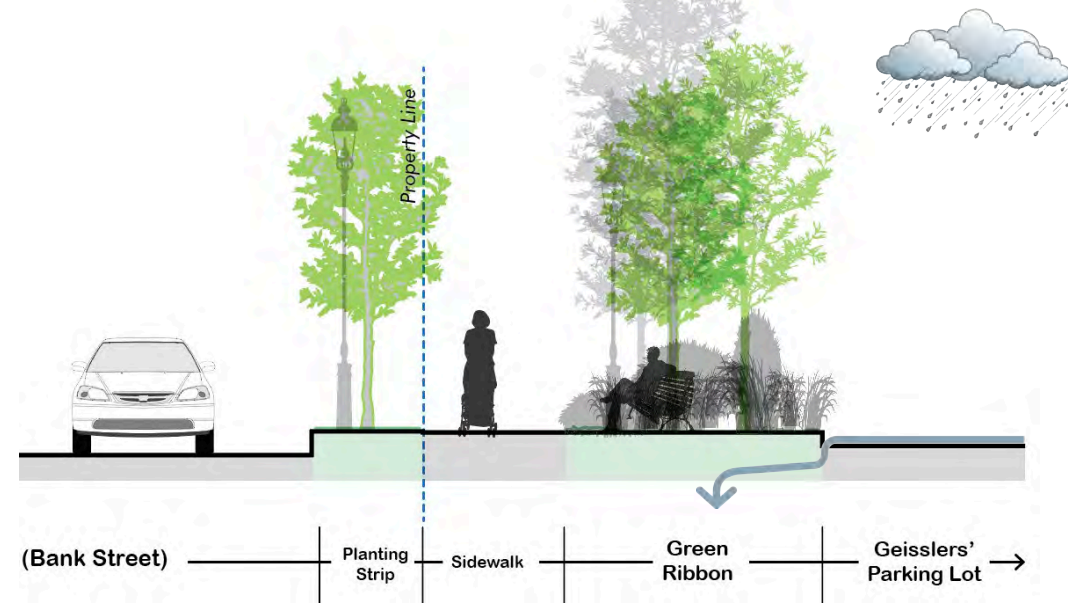 Property Line
(Bank Street)
Planting
Strip
Sidewalk
Green
Ribbon
Geisslers’
Parking Lot